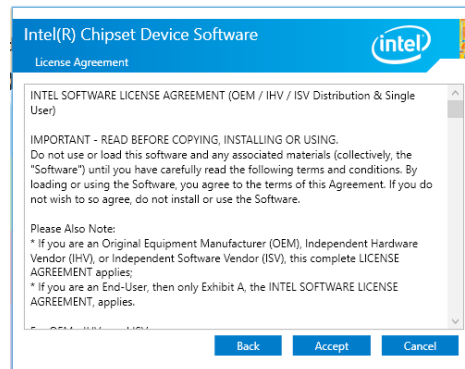 Intel(R) Chipset Device Software
intel
License Agreement
INTEL SOFTWARE LICENSE AGREEMENT (OEM / IHV / ISV Distribution & Single
User)
IMPORTANT - READ BEFORE COPYING, INSTALLING OR USING.
Do not use or load this software and any associated materials (collectively, the
"Software") until you have carefully read the following terms and conditions. By
loading or using the Software, you agree to the terms of this Agreement. If you do
not wish to so agree, do not install or use the Software.
Please Also Note:
* If you are an Original Equipment Manufacturer (OEM), Independent Hardware
Vendor (IHV), or Independent Software Vendor (ISV), this complete LICENSE
AGREEMENT applies;
* If you are an End-User, then only Exhibit A, the INTEL SOFTWARE LICENSE
AGREEMENT, applies.
Back Accept Cancel